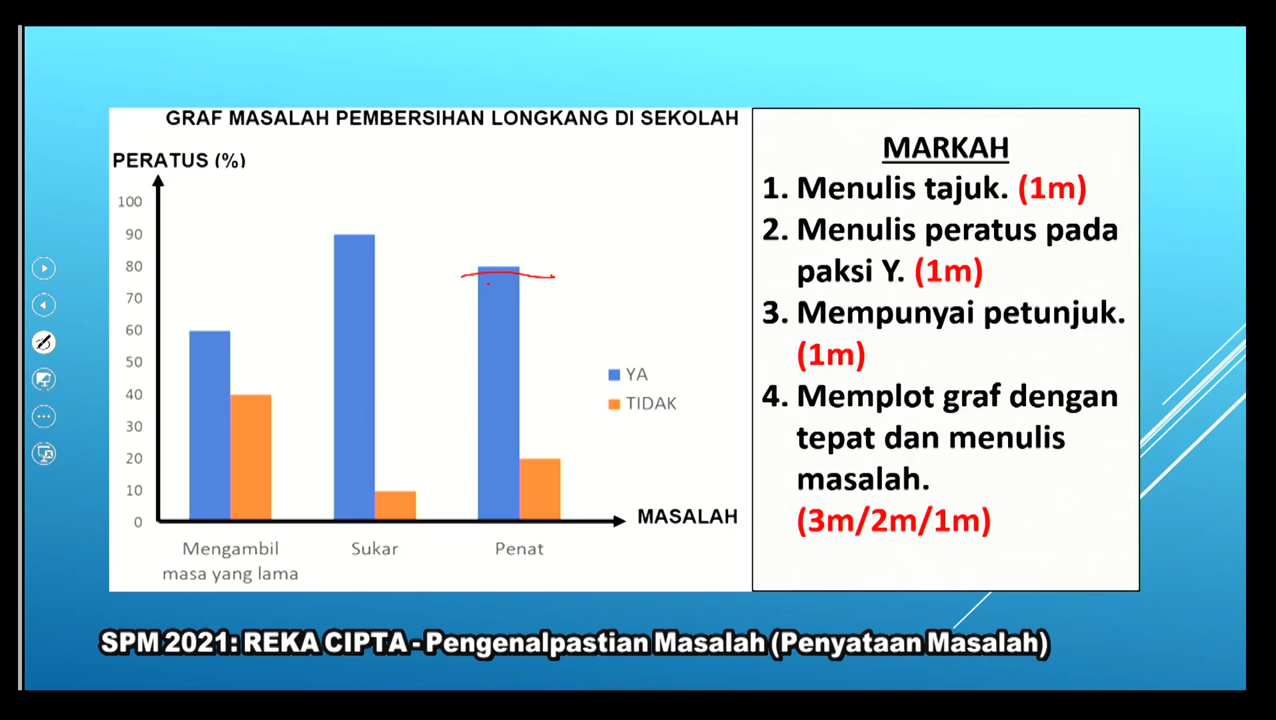 GRAF MASALAH PEMBERSIHAN LONGKANG DI SEKOLAH
PERATUS (%)
100
90
80
70
60
50
40
30
20
10
0
YA
TIDAK
MASALAH
Mengambil
masa yang lama
Sukar
Penat
MARKAH
1. Menulis tajuk. (1m)
2. Menulis peratus pada
paksi Y. (1m)
3. Mempunyai petunjuk.
(1m)
4. Memplot graf dengan
tepat dan menulis
masalah.
(3m/2m/1m)
SPM 2021: REKA CIPTA - Pengenalpastian Masalah (Penyataan Masalah)